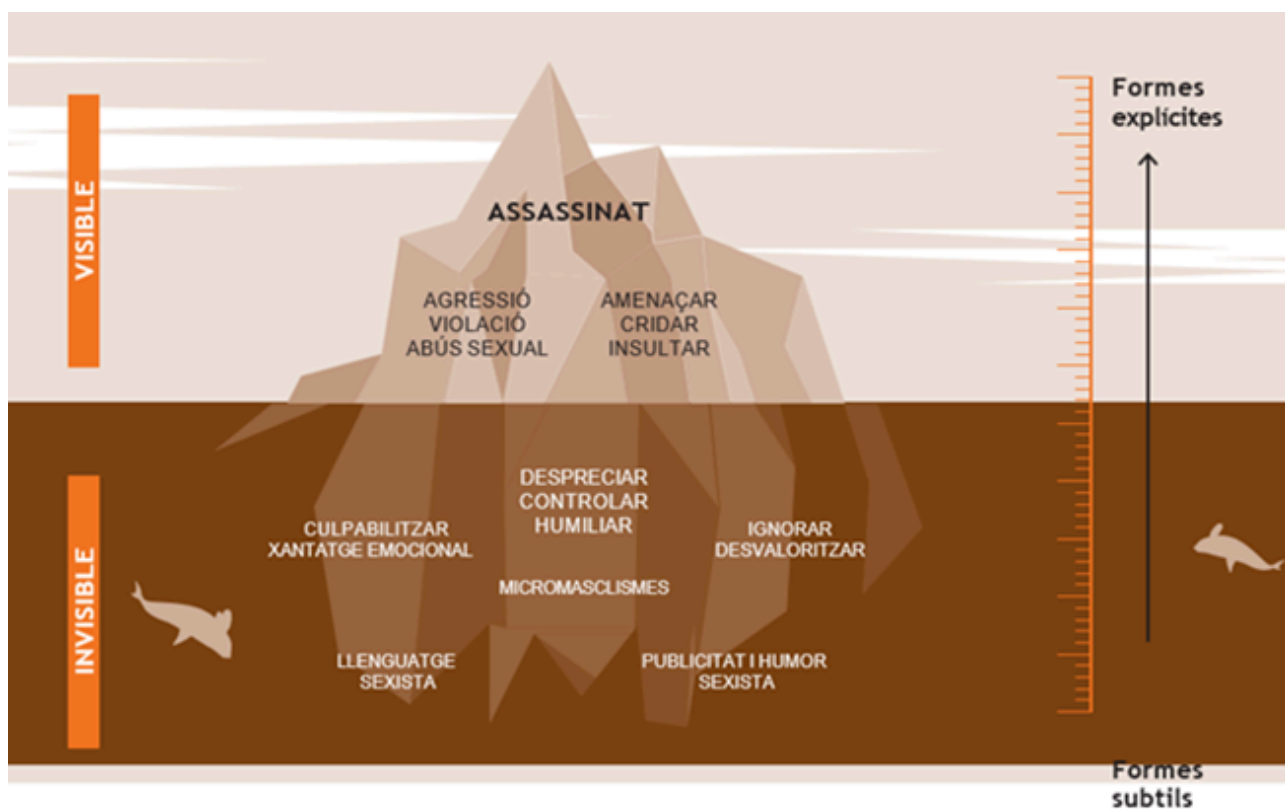 VISIBLE
Formes
explícites
ASSASSINAT
AGRESSIÓ
VIOLACIÓ
ABÚS SEXUAL
AMENAÇAR
CRIDAR
INSULTAR
INVISIBLE
DESPRECIAR
CONTROLAR
HUMILIAR
CULPABILITZAR
XANTATGE EMOCIONAL
IGNORAR
DESVALORITZAR
MICROMASCLISMES
LLENGUATGE
SEXISTA
PUBLICITAT I HUMOR
SEXISTA
Formes
subtils